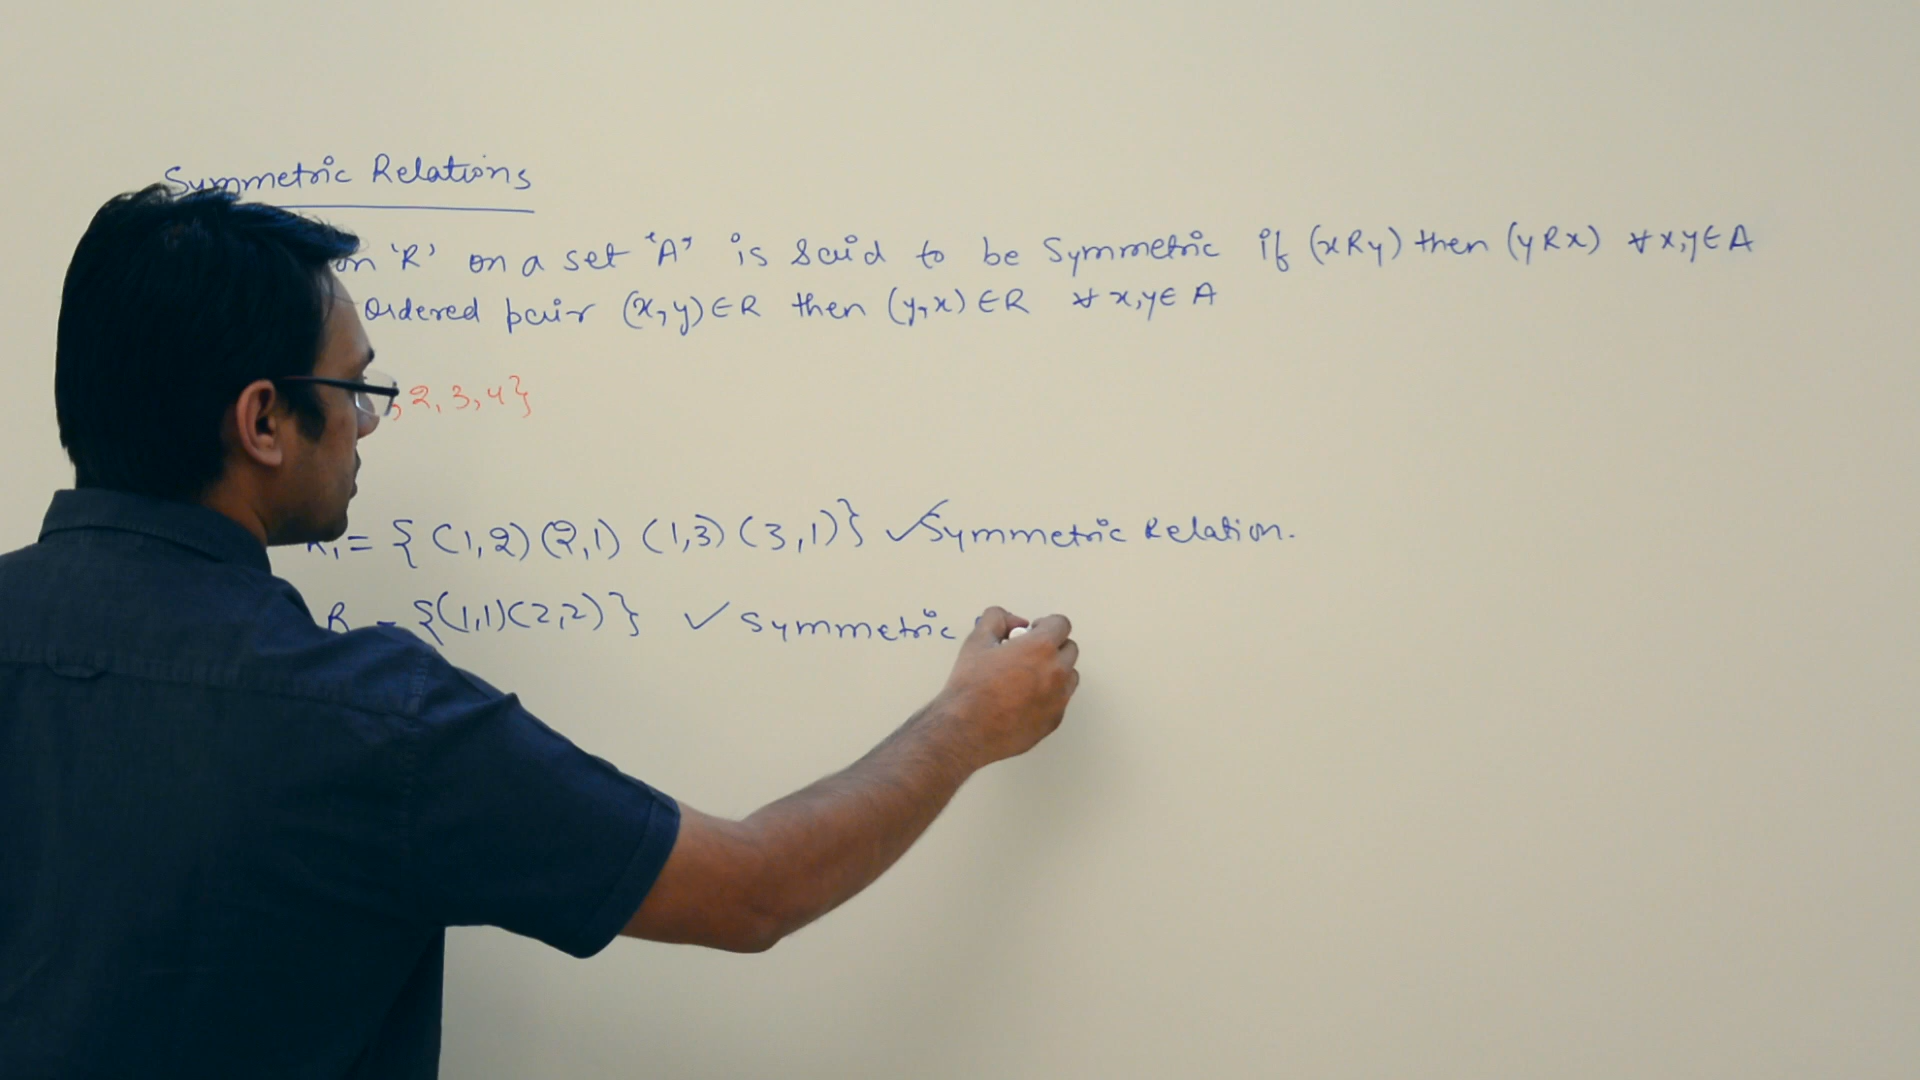 Symmetric Relations
on 'R' on a set 'A' is said to be Symmetric if (xRy) then (yRx) ∀ x,y∈A
Ordered pair (x,y)∈R then (y,x)∈R ∀ x,y∈A
, 2, 3, 4}
R₁ = {(1,2)(2,1) (1,3)(3,1)} ✓Symmetric Relation.
R = {(1,1)(2,2)} ✓ Symmetric